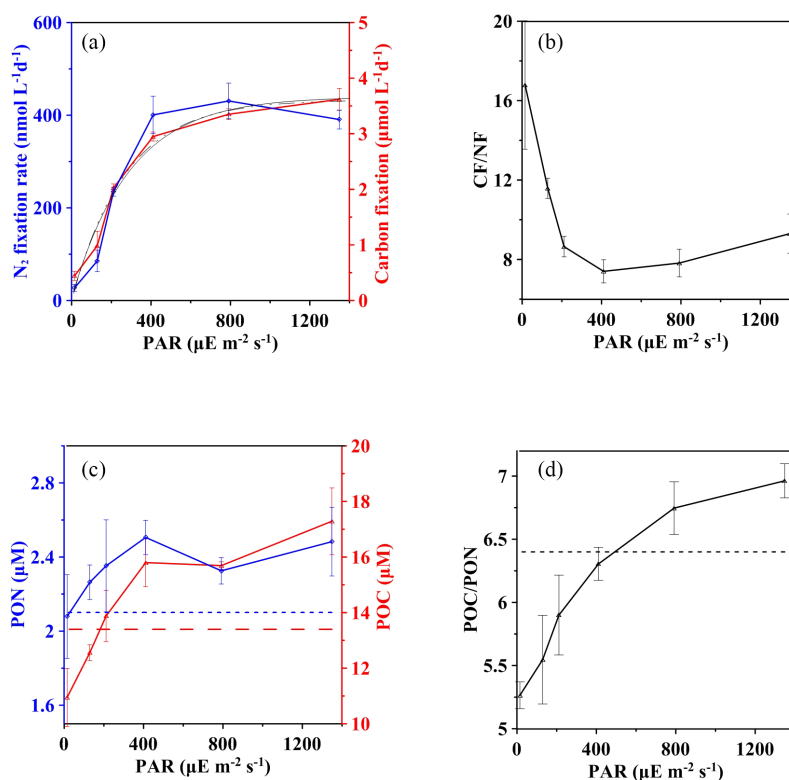 (a)
N₂ fixation rate (nmol L⁻¹d⁻¹)
600
400
200
0
Carbon fixation (μmol L⁻¹d⁻¹)
5
4
3
2
1
0
0 400 800 1200
PAR (μE m⁻² s⁻¹)
(b)
CF/NF
20
16
12
8
0 400 800 1200
PAR (μE m⁻² s⁻¹)
(c)
PON (μM)
2.8
2.4
2
1.6
POC (μM)
20
18
16
14
12
10
0 400 800 1200
PAR (μE m⁻² s⁻¹)
(d)
POC/PON
7
6.5
6
5.5
5
0 400 800 1200
PAR (μE m⁻² s⁻¹)